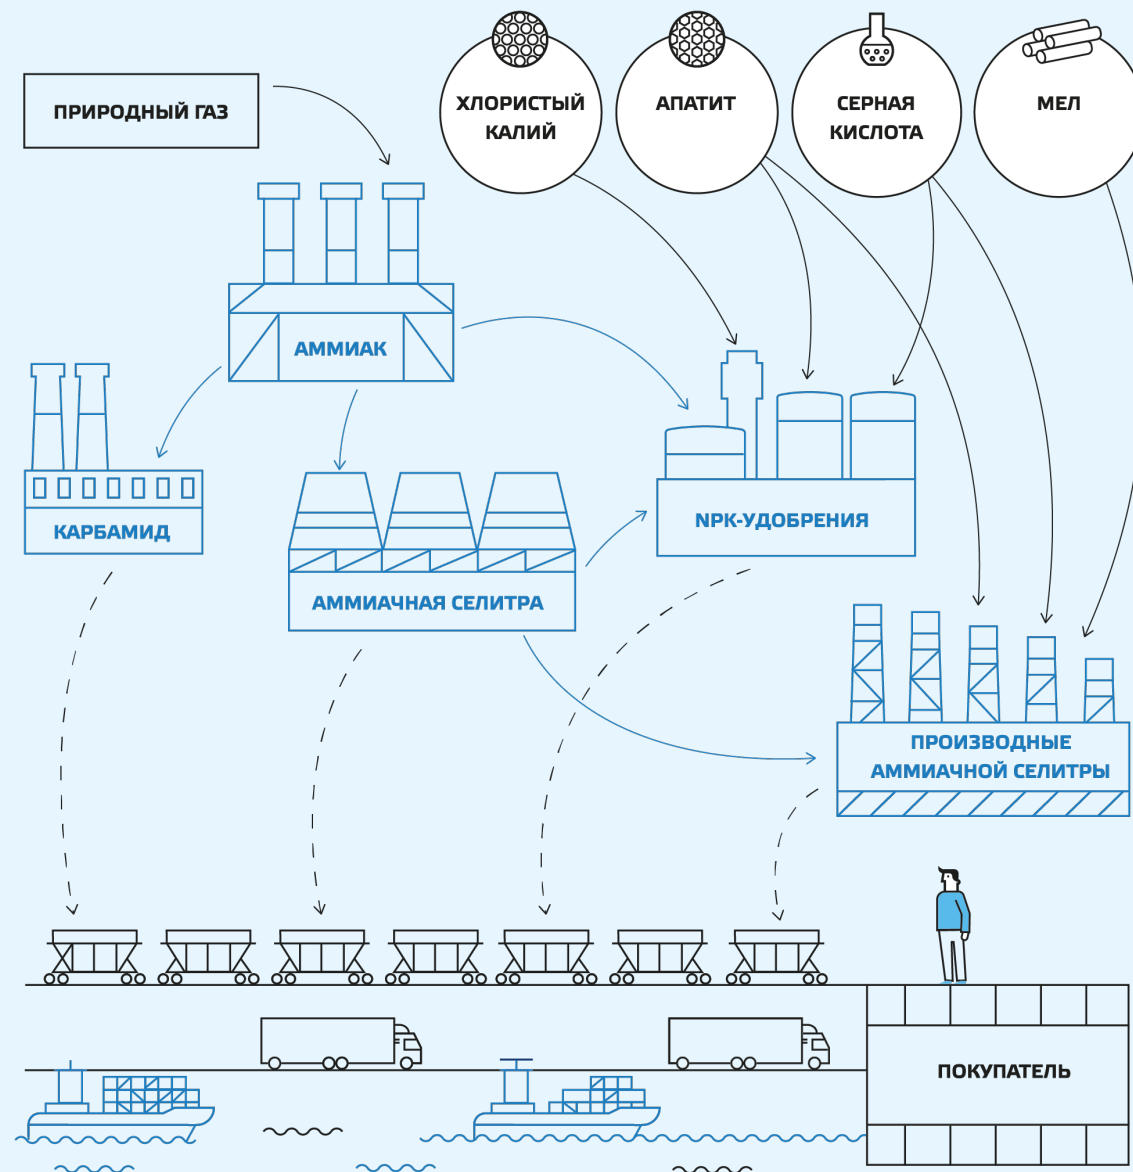 ХЛОРИСТЫЙ
КАЛИЙ
АПАТИТ
СЕРНАЯ
КИСЛОТА
МЕЛ
ПРИРОДНЫЙ ГАЗ
АММИАК
КАРБАМИД
NPK-УДОБРЕНИЯ
АММИАЧНАЯ СЕЛИТРА
ПРОИЗВОДНЫЕ
АММИАЧНОЙ СЕЛИТРЫ
ПОКУПАТЕЛЬ